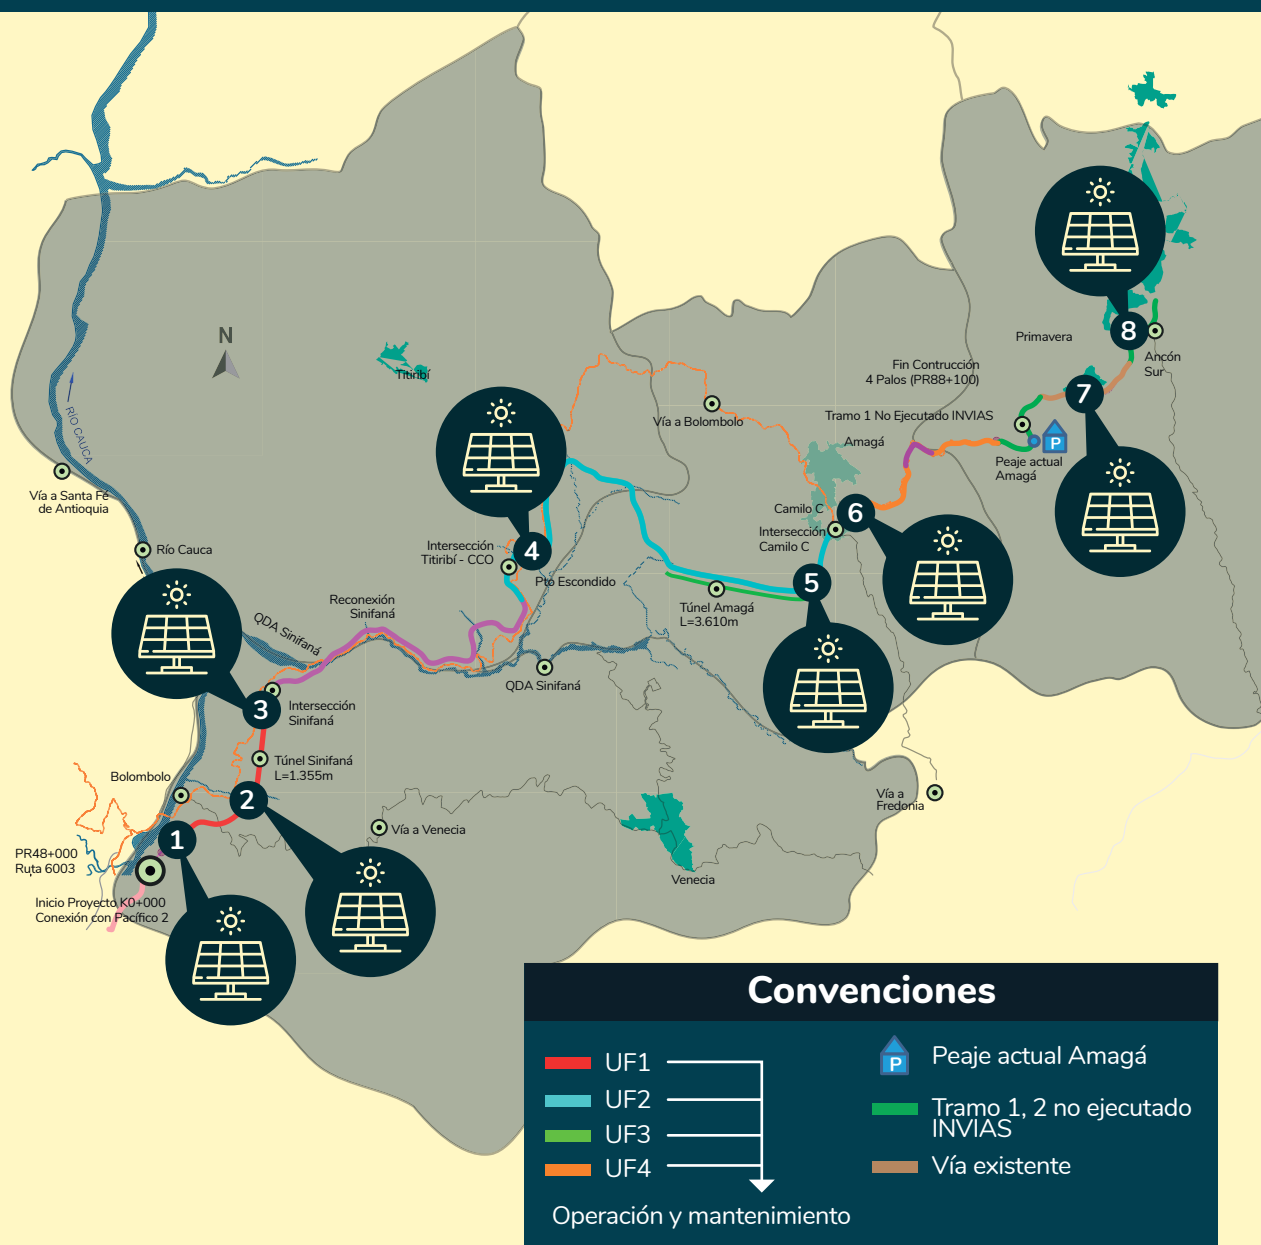 N
Titiribí
RÍO CAUCA
Vía a Santa Fé
de Antioquia
Río Cauca
Primavera
8
Ancón
Sur
Fin Contrucción
4 Palos (PR88+100)
7
Tramo 1 No Ejecutado INVIAS
P
Peaje actual
Amagá
Vía a Bolombolo
Amagá
Camilo C
6
Intersección
Camilo C
Intersección
Titiribí - CCO
4
Pto Escondido
5
Túnel Amagá
L=3.610m
Reconexión
Sinifaná
QDA Sinifaná
QDA Sinifaná
3
Intersección
Sinifaná
Túnel Sinifaná
L=1.355m
Bolombolo
2
1
Vía a Venecia
Vía a
Fredonia
PR48+000
Ruta 6003
Venecia
Inicio Proyecto K0+000
Conexión con Pacífico 2
Convenciones
UF1
UF2
UF3
UF4
Operación y mantenimiento
P
Peaje actual Amagá
Tramo 1, 2 no ejecutado
INVIAS
Vía existente